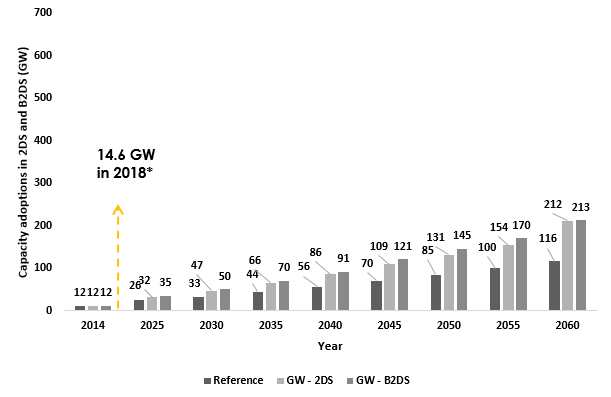 Capacity adoptions in 2DS and B2DS (GW)
700
600
500
400
300
200
100
0
14.6 GW
in 2018*
12 12 12
26 32 35
33 47 50
44 66 70
56 86 91
70 109 121
85 131 145
100 154 170
116 212 213
2014 2025 2030 2035 2040 2045 2050 2055 2060
Year
Reference GW - 2DS GW - B2DS